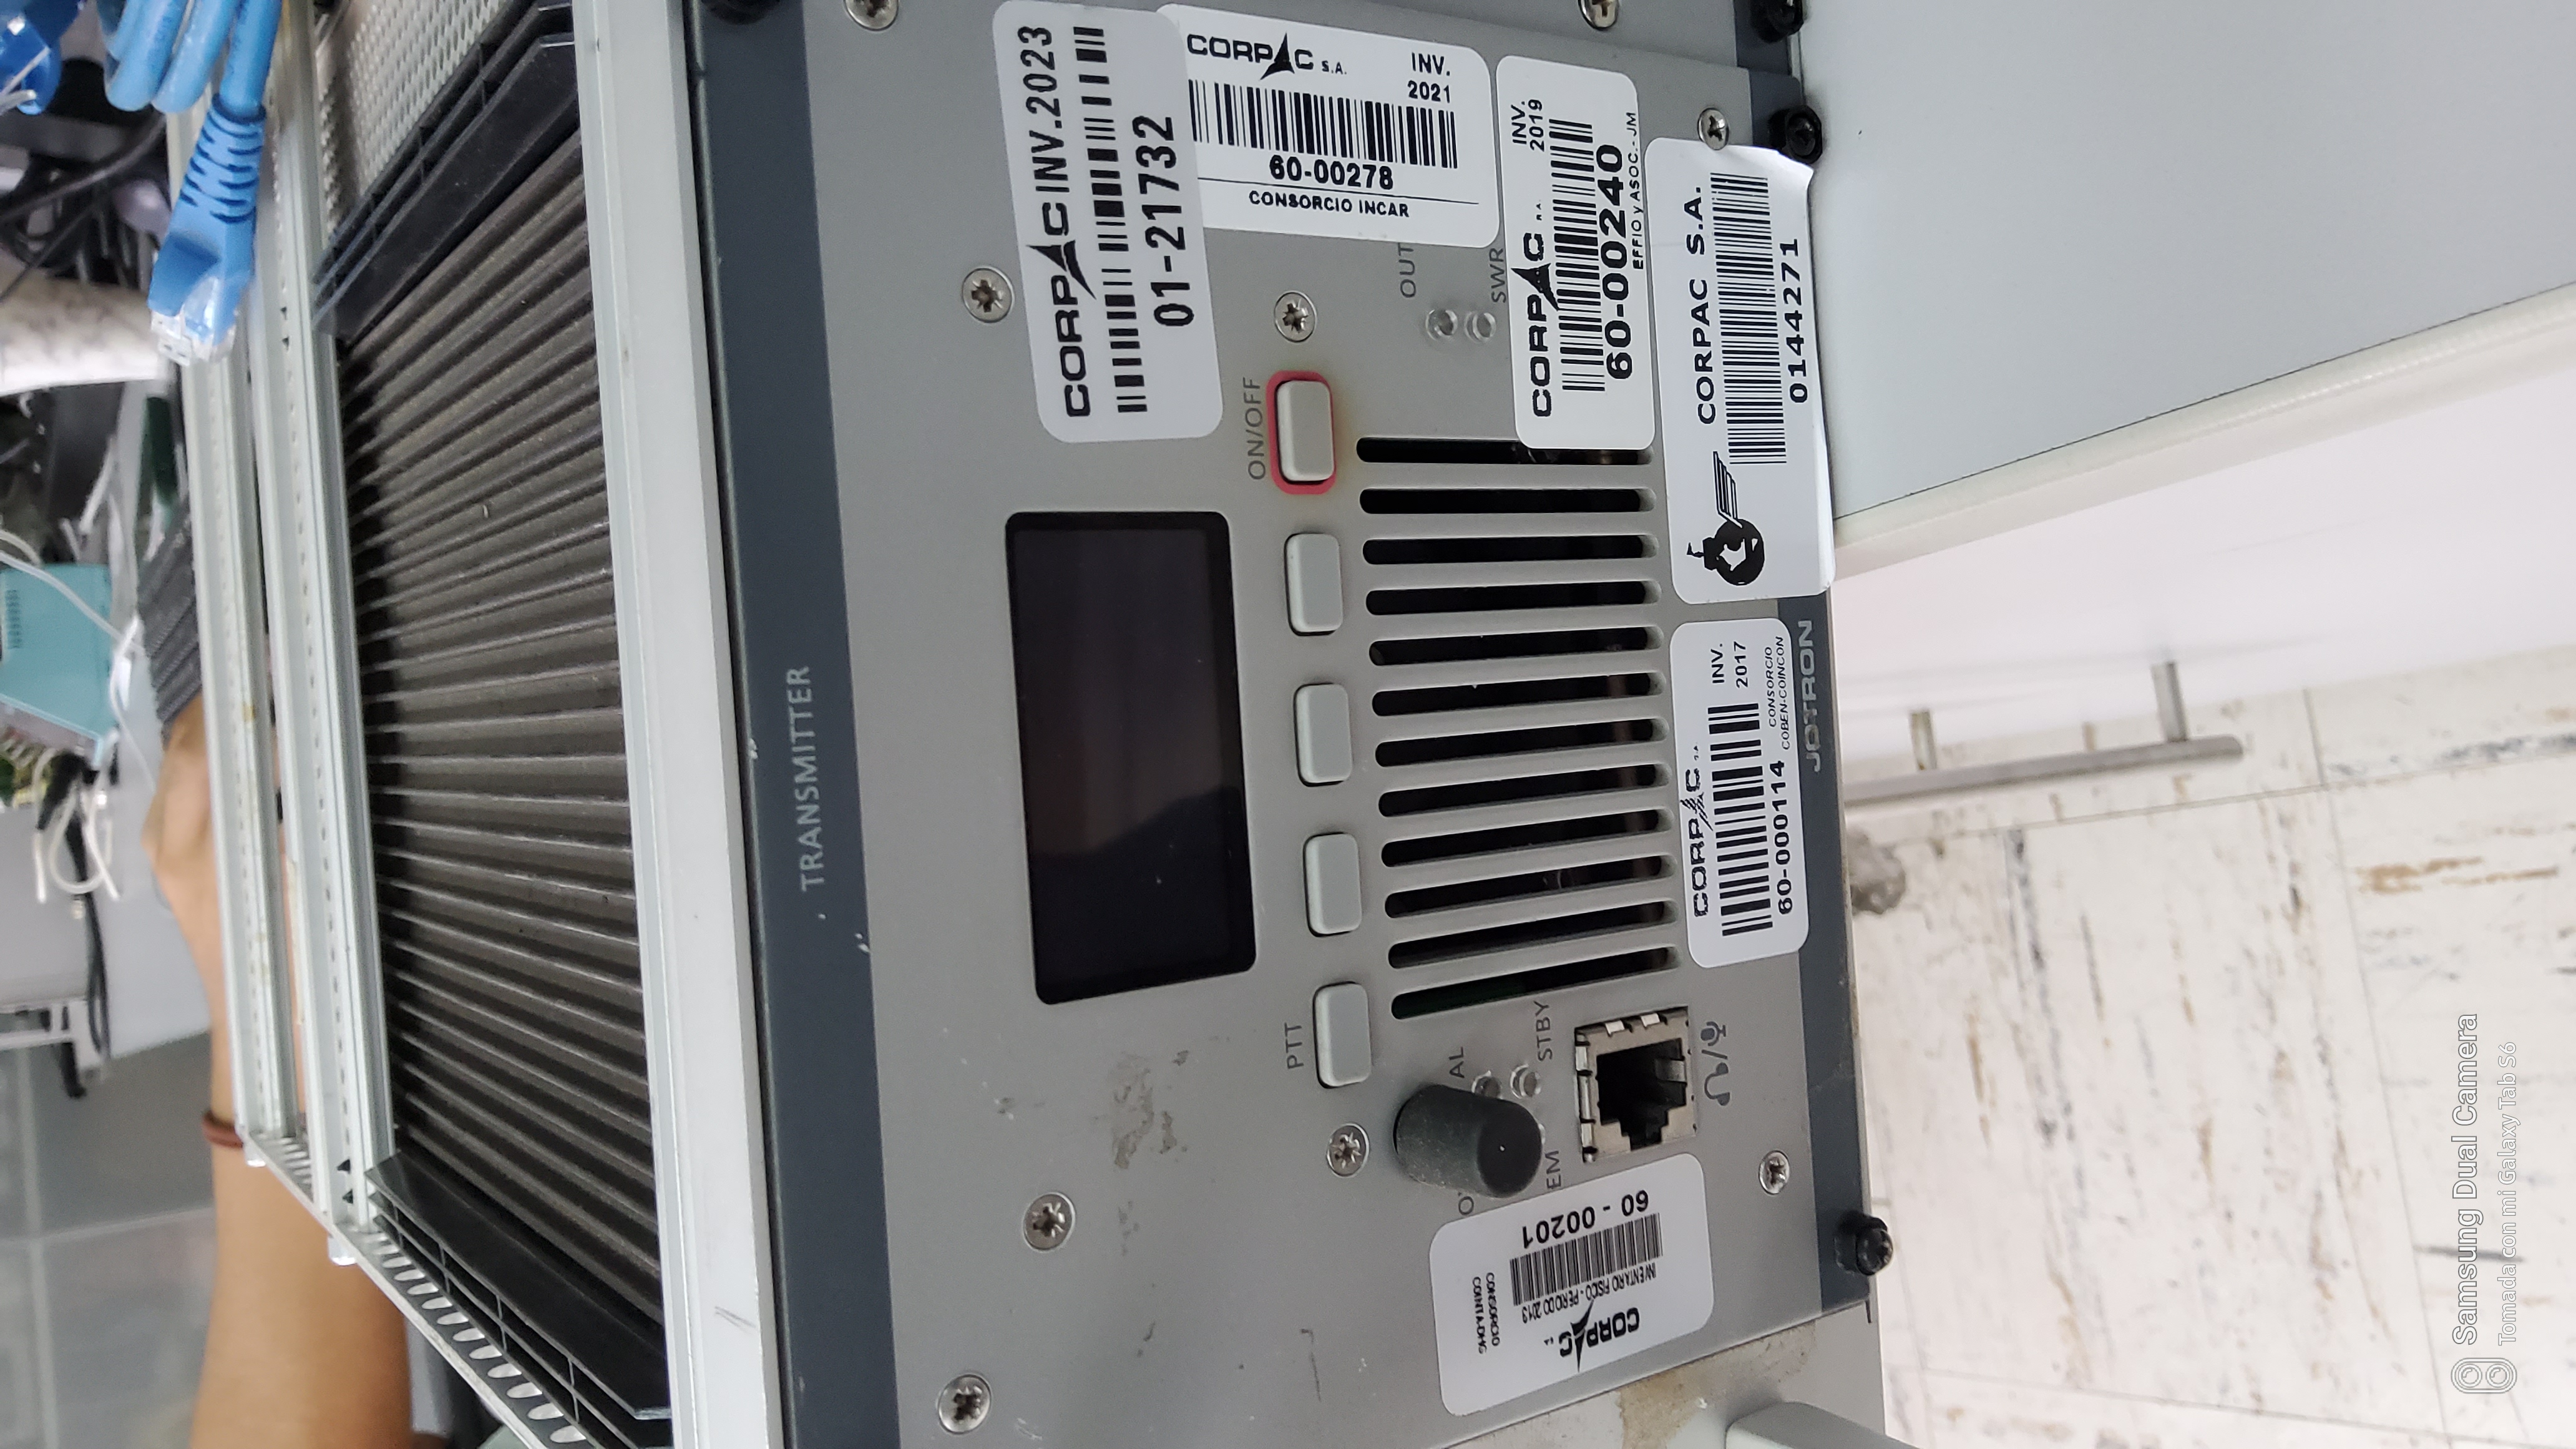 TRANSMITTER
CORPAC INV.2023
01-21732
ON/OFF
PTT
CORPAC S.A. INV. 2021
60-00278
CONSORCIO INCAR
OUT
SWR
AL
STBY
EM
CONSORCIO
COINTA-DHG
CORPAC
INVENTARIO FISICO - PERIODO 2013
60 - 00201
CORPAC S.A. INV.
2019
60-00240
EFFIO y ASOC.- JM
CORPAC S.A.
INV.
2017
60-000114
CONSORCIO
COBEN-COINCON
CORPAC S.A.
0144271
JOTRON
Samsung Dual Camera
Tomada con mi Galaxy Tab S6